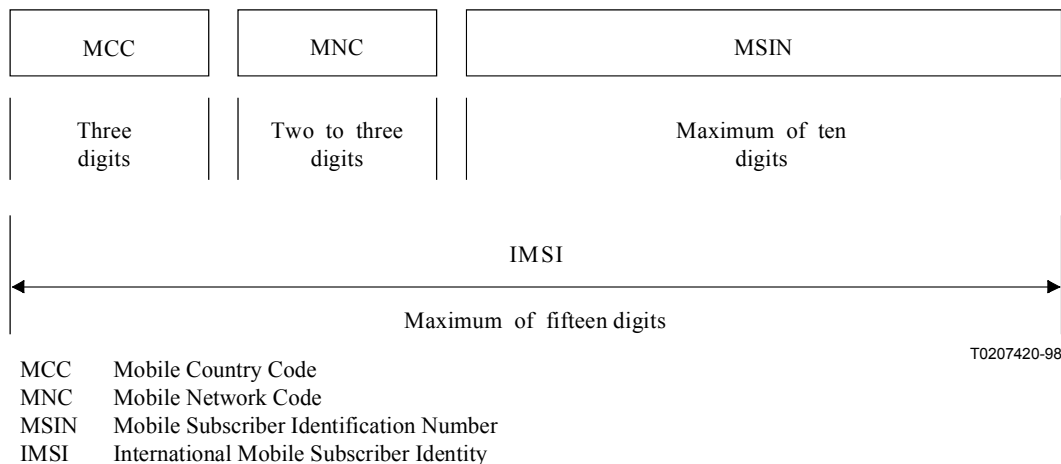 MCC MNC MSIN
Three digits
Two to three digits
Maximum of ten digits
IMSI
Maximum of fifteen digits
T0207420-98
MCC Mobile Country Code
MNC Mobile Network Code
MSIN Mobile Subscriber Identification Number
IMSI International Mobile Subscriber Identity